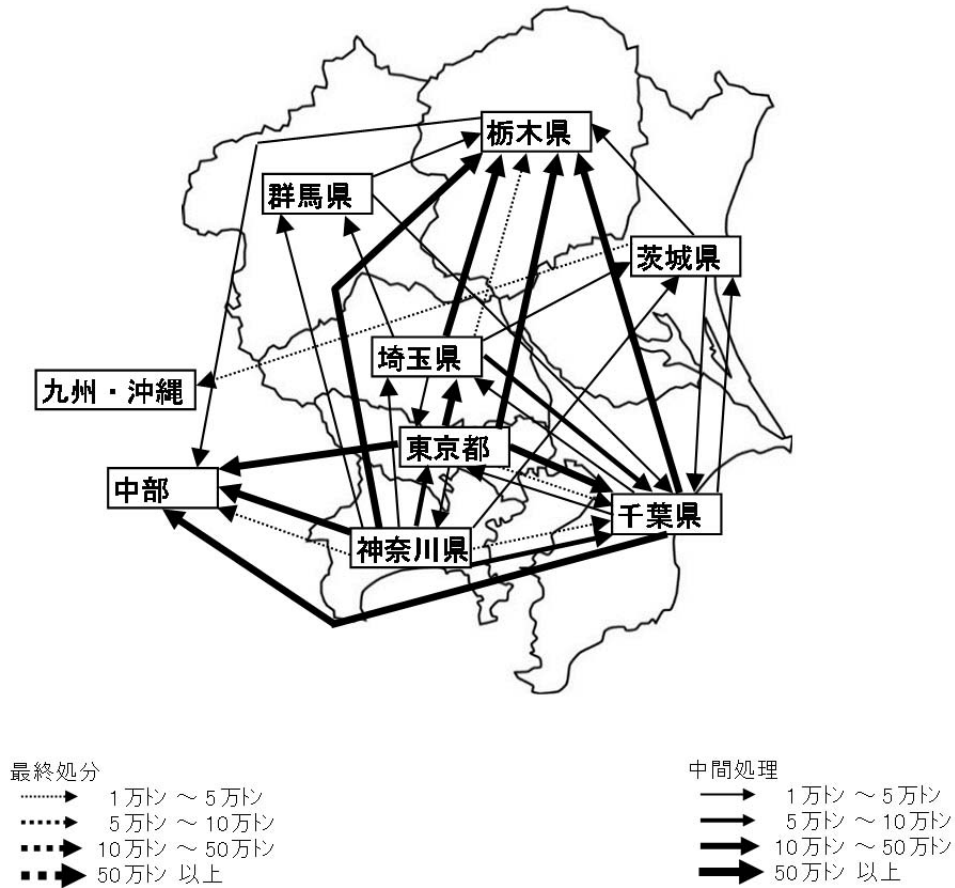 栃木県
群馬県
茨城県
埼玉県
九州・沖縄
東京都
中部
千葉県
神奈川県
最終処分
1万トン ～ 5万トン
5万トン ～ 10万トン
10万トン ～ 50万トン
50万トン 以上
中間処理
1万トン ～ 5万トン
5万トン ～ 10万トン
10万トン ～ 50万トン
50万トン 以上